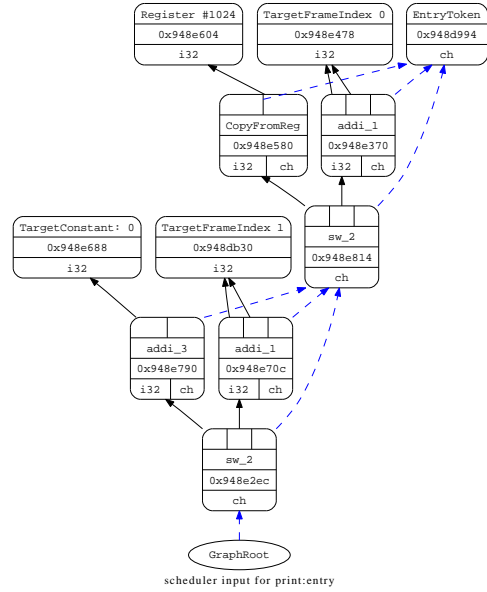 Register #1024
0x948e604
i32
TargetFrameIndex 0
0x948e478
i32
EntryToken
0x948d994
ch
CopyFromReg
0x948e580
i32 ch
addi_1
0x948e370
i32 ch
TargetConstant: 0
0x948e688
i32
TargetFrameIndex 1
0x948db30
i32
sw_2
0x948e814
ch
addi_3
0x948e790
i32 ch
addi_1
0x948e70c
i32 ch
sw_2
0x948e2ec
ch
GraphRoot
scheduler input for print:entry